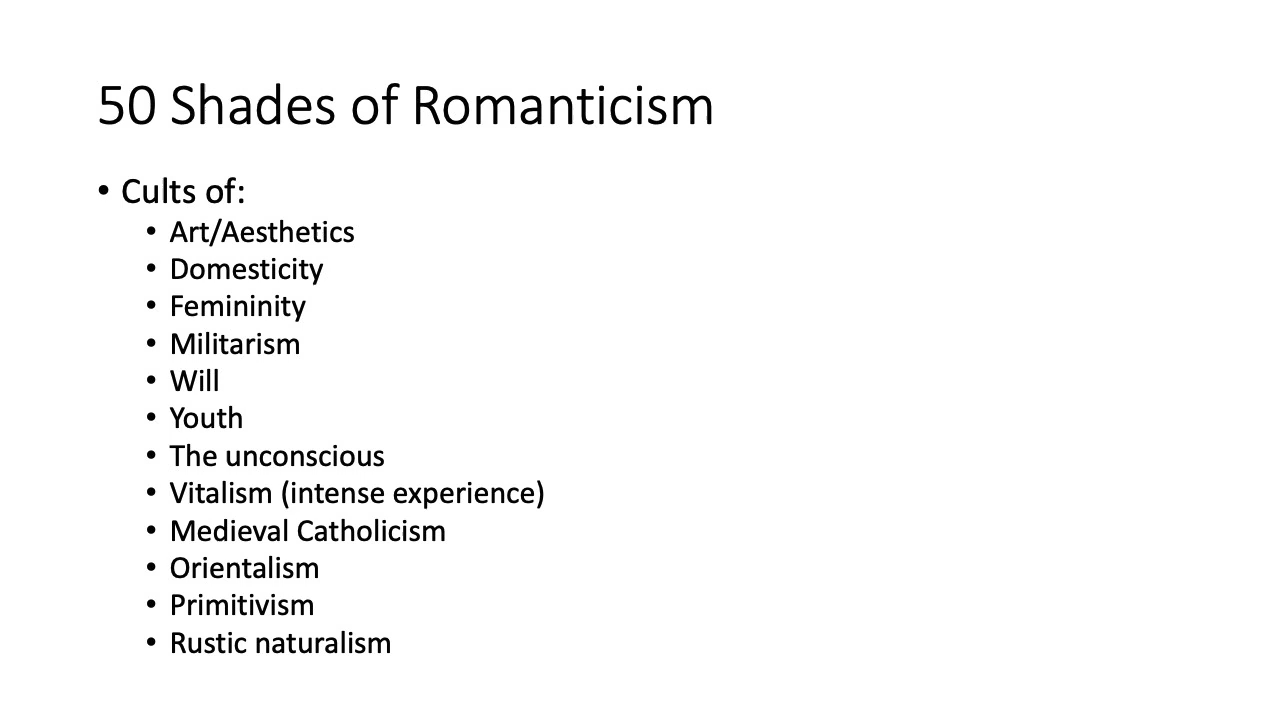 50 Shades of Romanticism
• Cults of:
• Art/Aesthetics
• Domesticity
• Femininity
• Militarism
• Will
• Youth
• The unconscious
• Vitalism (intense experience)
• Medieval Catholicism
• Orientalism
• Primitivism
• Rustic naturalism